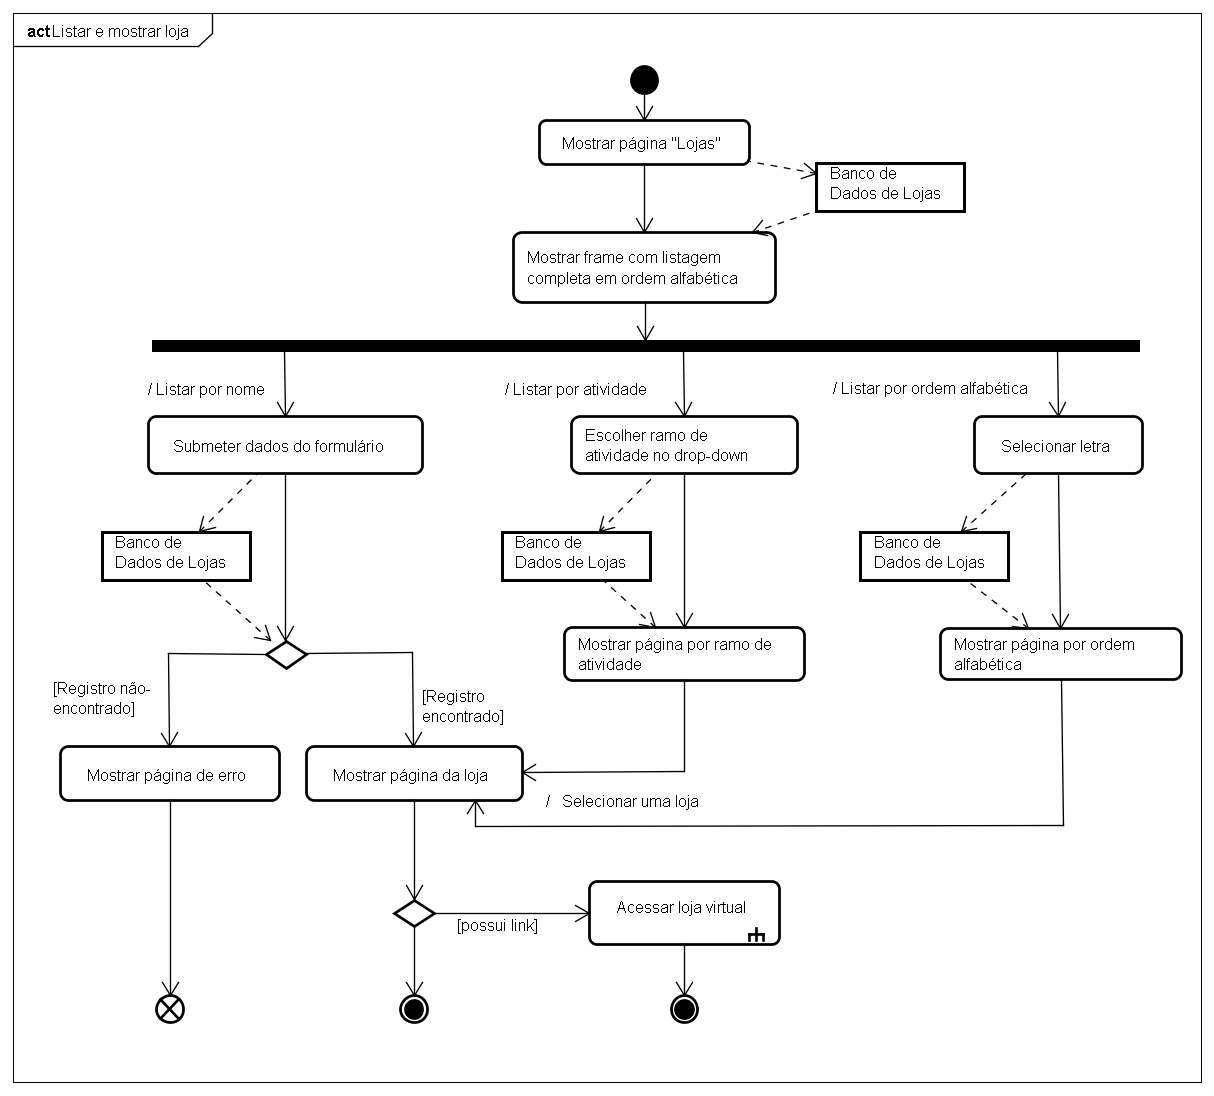 act Listar e mostrar loja
Mostrar página "Lojas"
Banco de
Dados de Lojas
Mostrar frame com listagem
completa em ordem alfabética
/ Listar por nome
/ Listar por atividade
/ Listar por ordem alfabética
Submeter dados do formulário
Escolher ramo de
atividade no drop-down
Selecionar letra
Banco de
Dados de Lojas
Banco de
Dados de Lojas
Banco de
Dados de Lojas
Mostrar página por ramo de
atividade
Mostrar página por ordem
alfabética
[Registro não-
encontrado]
[Registro
encontrado]
Mostrar página de erro
Mostrar página da loja
/ Selecionar uma loja
Acessar loja virtual
[possui link]